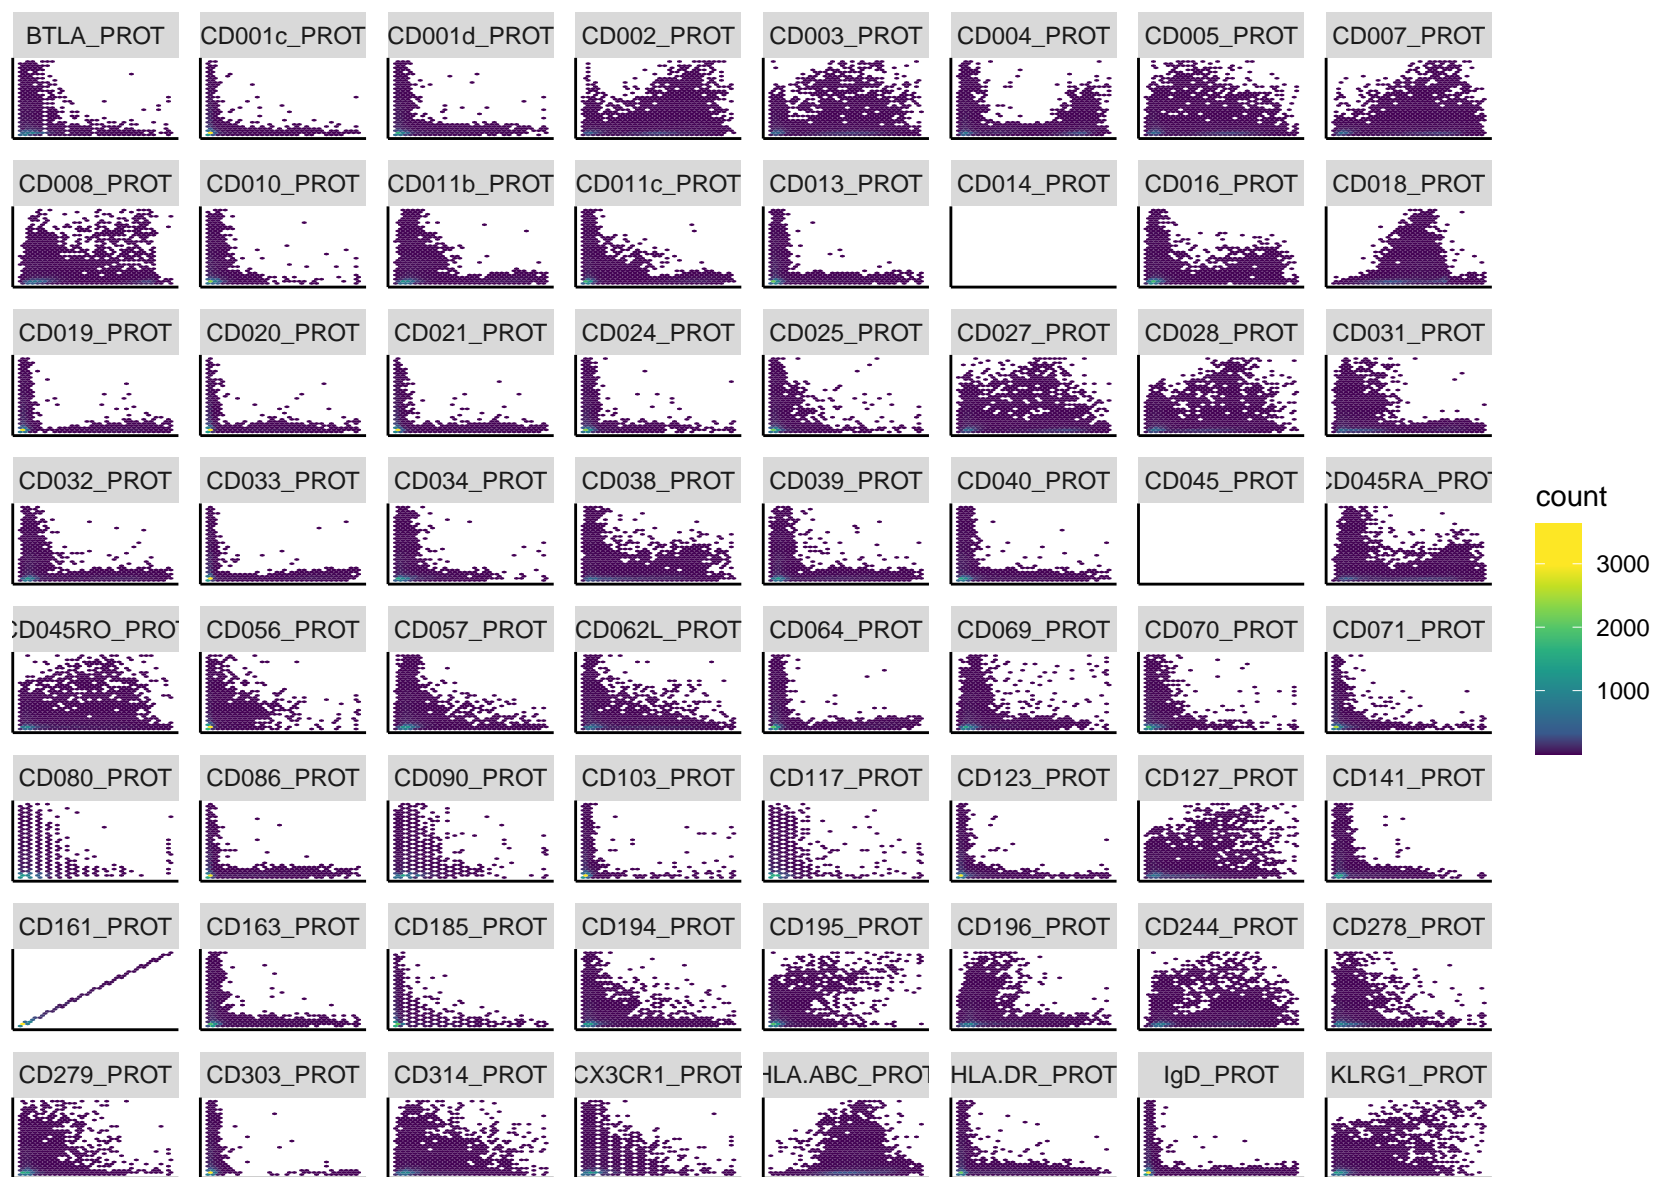 BTLA_PROT CD001c_PROT CD001d_PROT CD002_PROT CD003_PROT CD004_PROT CD005_PROT CD007_PROT
CD008_PROT CD010_PROT CD011b_PROT CD011c_PROT CD013_PROT CD014_PROT CD016_PROT CD018_PROT
CD019_PROT CD020_PROT CD021_PROT CD024_PROT CD025_PROT CD027_PROT CD028_PROT CD031_PROT
CD032_PROT CD033_PROT CD034_PROT CD038_PROT CD039_PROT CD040_PROT CD045_PROT CD045RA_PROT
count
3000
2000
1000
CD045RO_PROT CD056_PROT CD057_PROT CD062L_PROT CD064_PROT CD069_PROT CD070_PROT CD071_PROT
CD080_PROT CD086_PROT CD090_PROT CD103_PROT CD117_PROT CD123_PROT CD127_PROT CD141_PROT
CD161_PROT CD163_PROT CD185_PROT CD194_PROT CD195_PROT CD196_PROT CD244_PROT CD278_PROT
CD279_PROT CD303_PROT CD314_PROT CX3CR1_PROT HLA.ABC_PROT HLA.DR_PROT IgD_PROT KLRG1_PROT